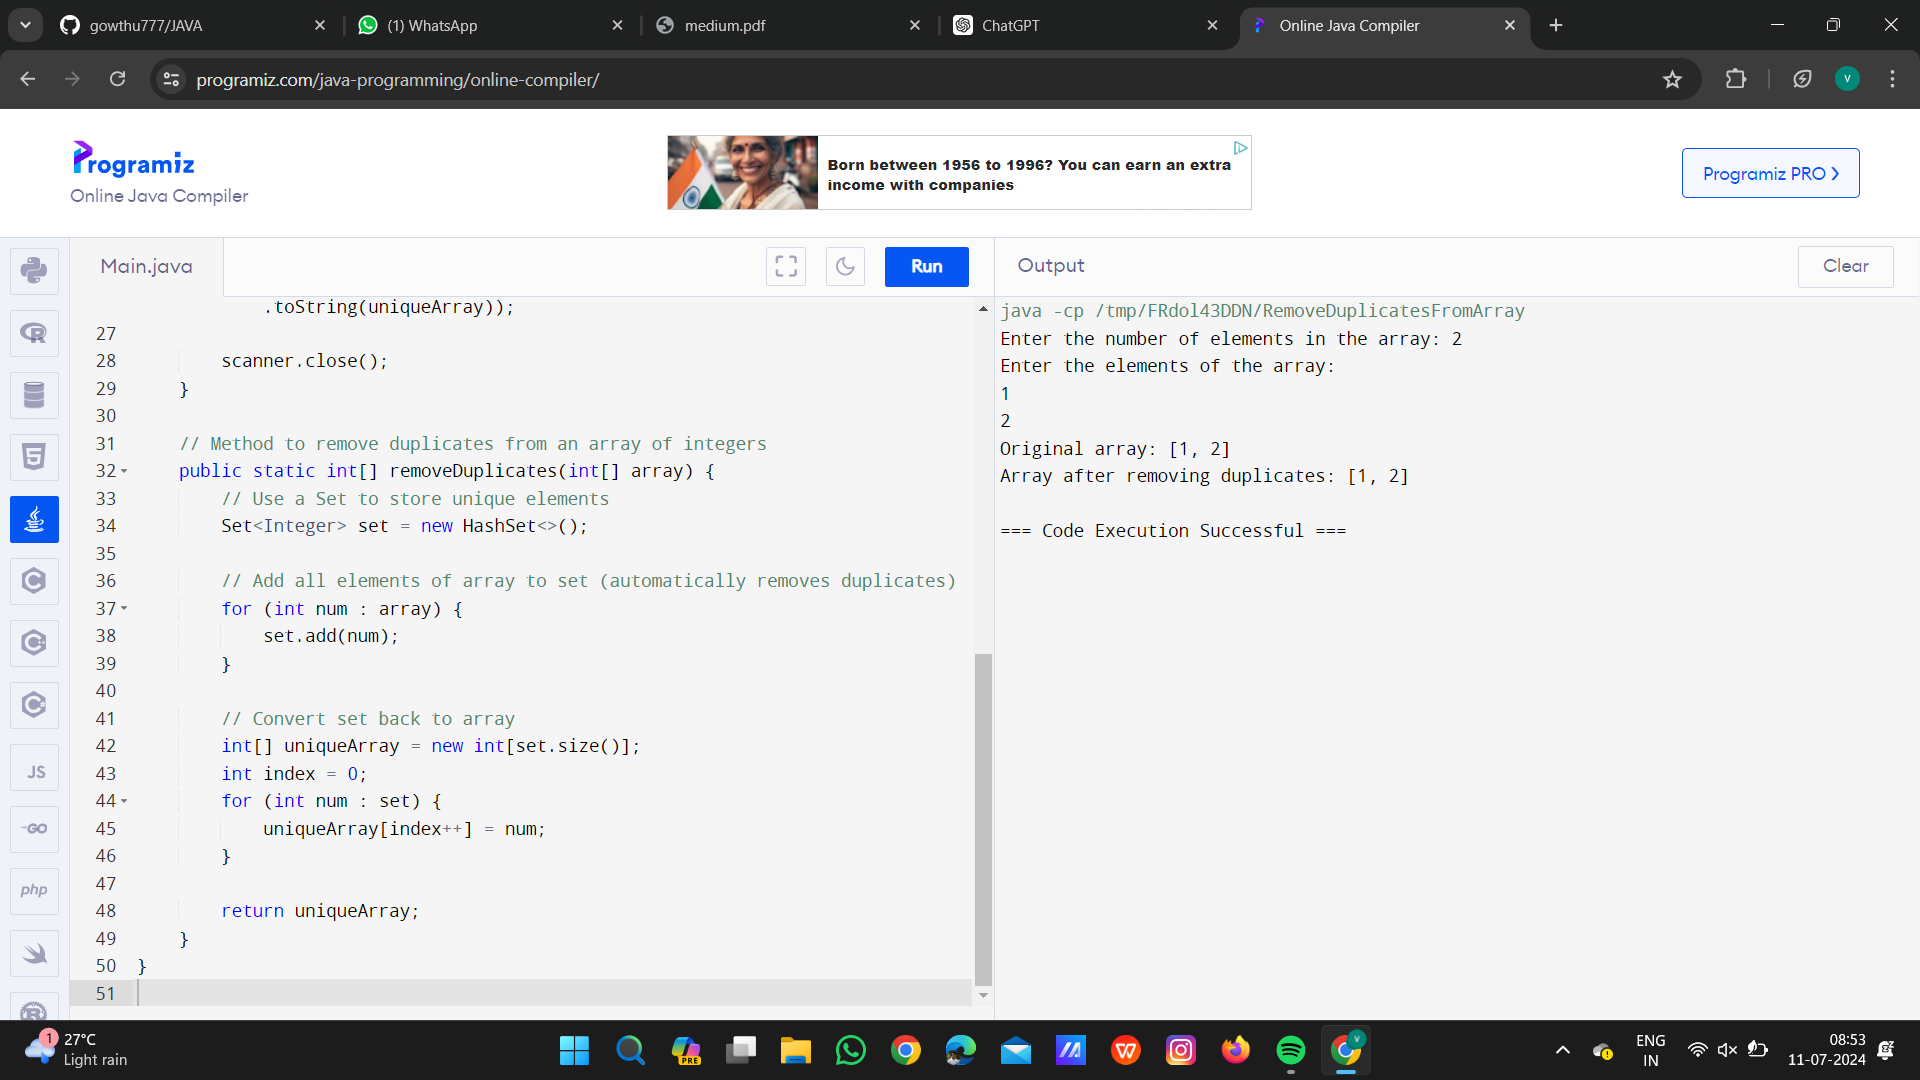 gowthu777/JAVA
(1) WhatsApp
medium.pdf
ChatGPT
Online Java Compiler
programiz.com/java-programming/online-compiler/
V
Programiz
Online Java Compiler
Born between 1956 to 1996? You can earn an extra
income with companies
Programiz PRO
Main.java
Run
Output
Clear
.toString(uniqueArray));
27
28 scanner.close();
29 }
30
31 // Method to remove duplicates from an array of integers
32 public static int[] removeDuplicates(int[] array) {
33 // Use a Set to store unique elements
34 Set<Integer> set = new HashSet<>();
35
36 // Add all elements of array to set (automatically removes duplicates)
37 for (int num : array) {
38 set.add(num);
39 }
40
41 // Convert set back to array
42 int[] uniqueArray = new int[set.size()];
43 int index = 0;
44 for (int num : set) {
45 uniqueArray[index++] = num;
46 }
47
48 return uniqueArray;
49 }
50 }
51
java -cp /tmp/FRdol43DDN/RemoveDuplicatesFromArray
Enter the number of elements in the array: 2
Enter the elements of the array:
1
2
Original array: [1, 2]
Array after removing duplicates: [1, 2]
=== Code Execution Successful ===
R
5
C
C
C
JS
GO
php
R
1
27°C
Light rain
PRE
W
V
ENG
IN
08:53
11-07-2024